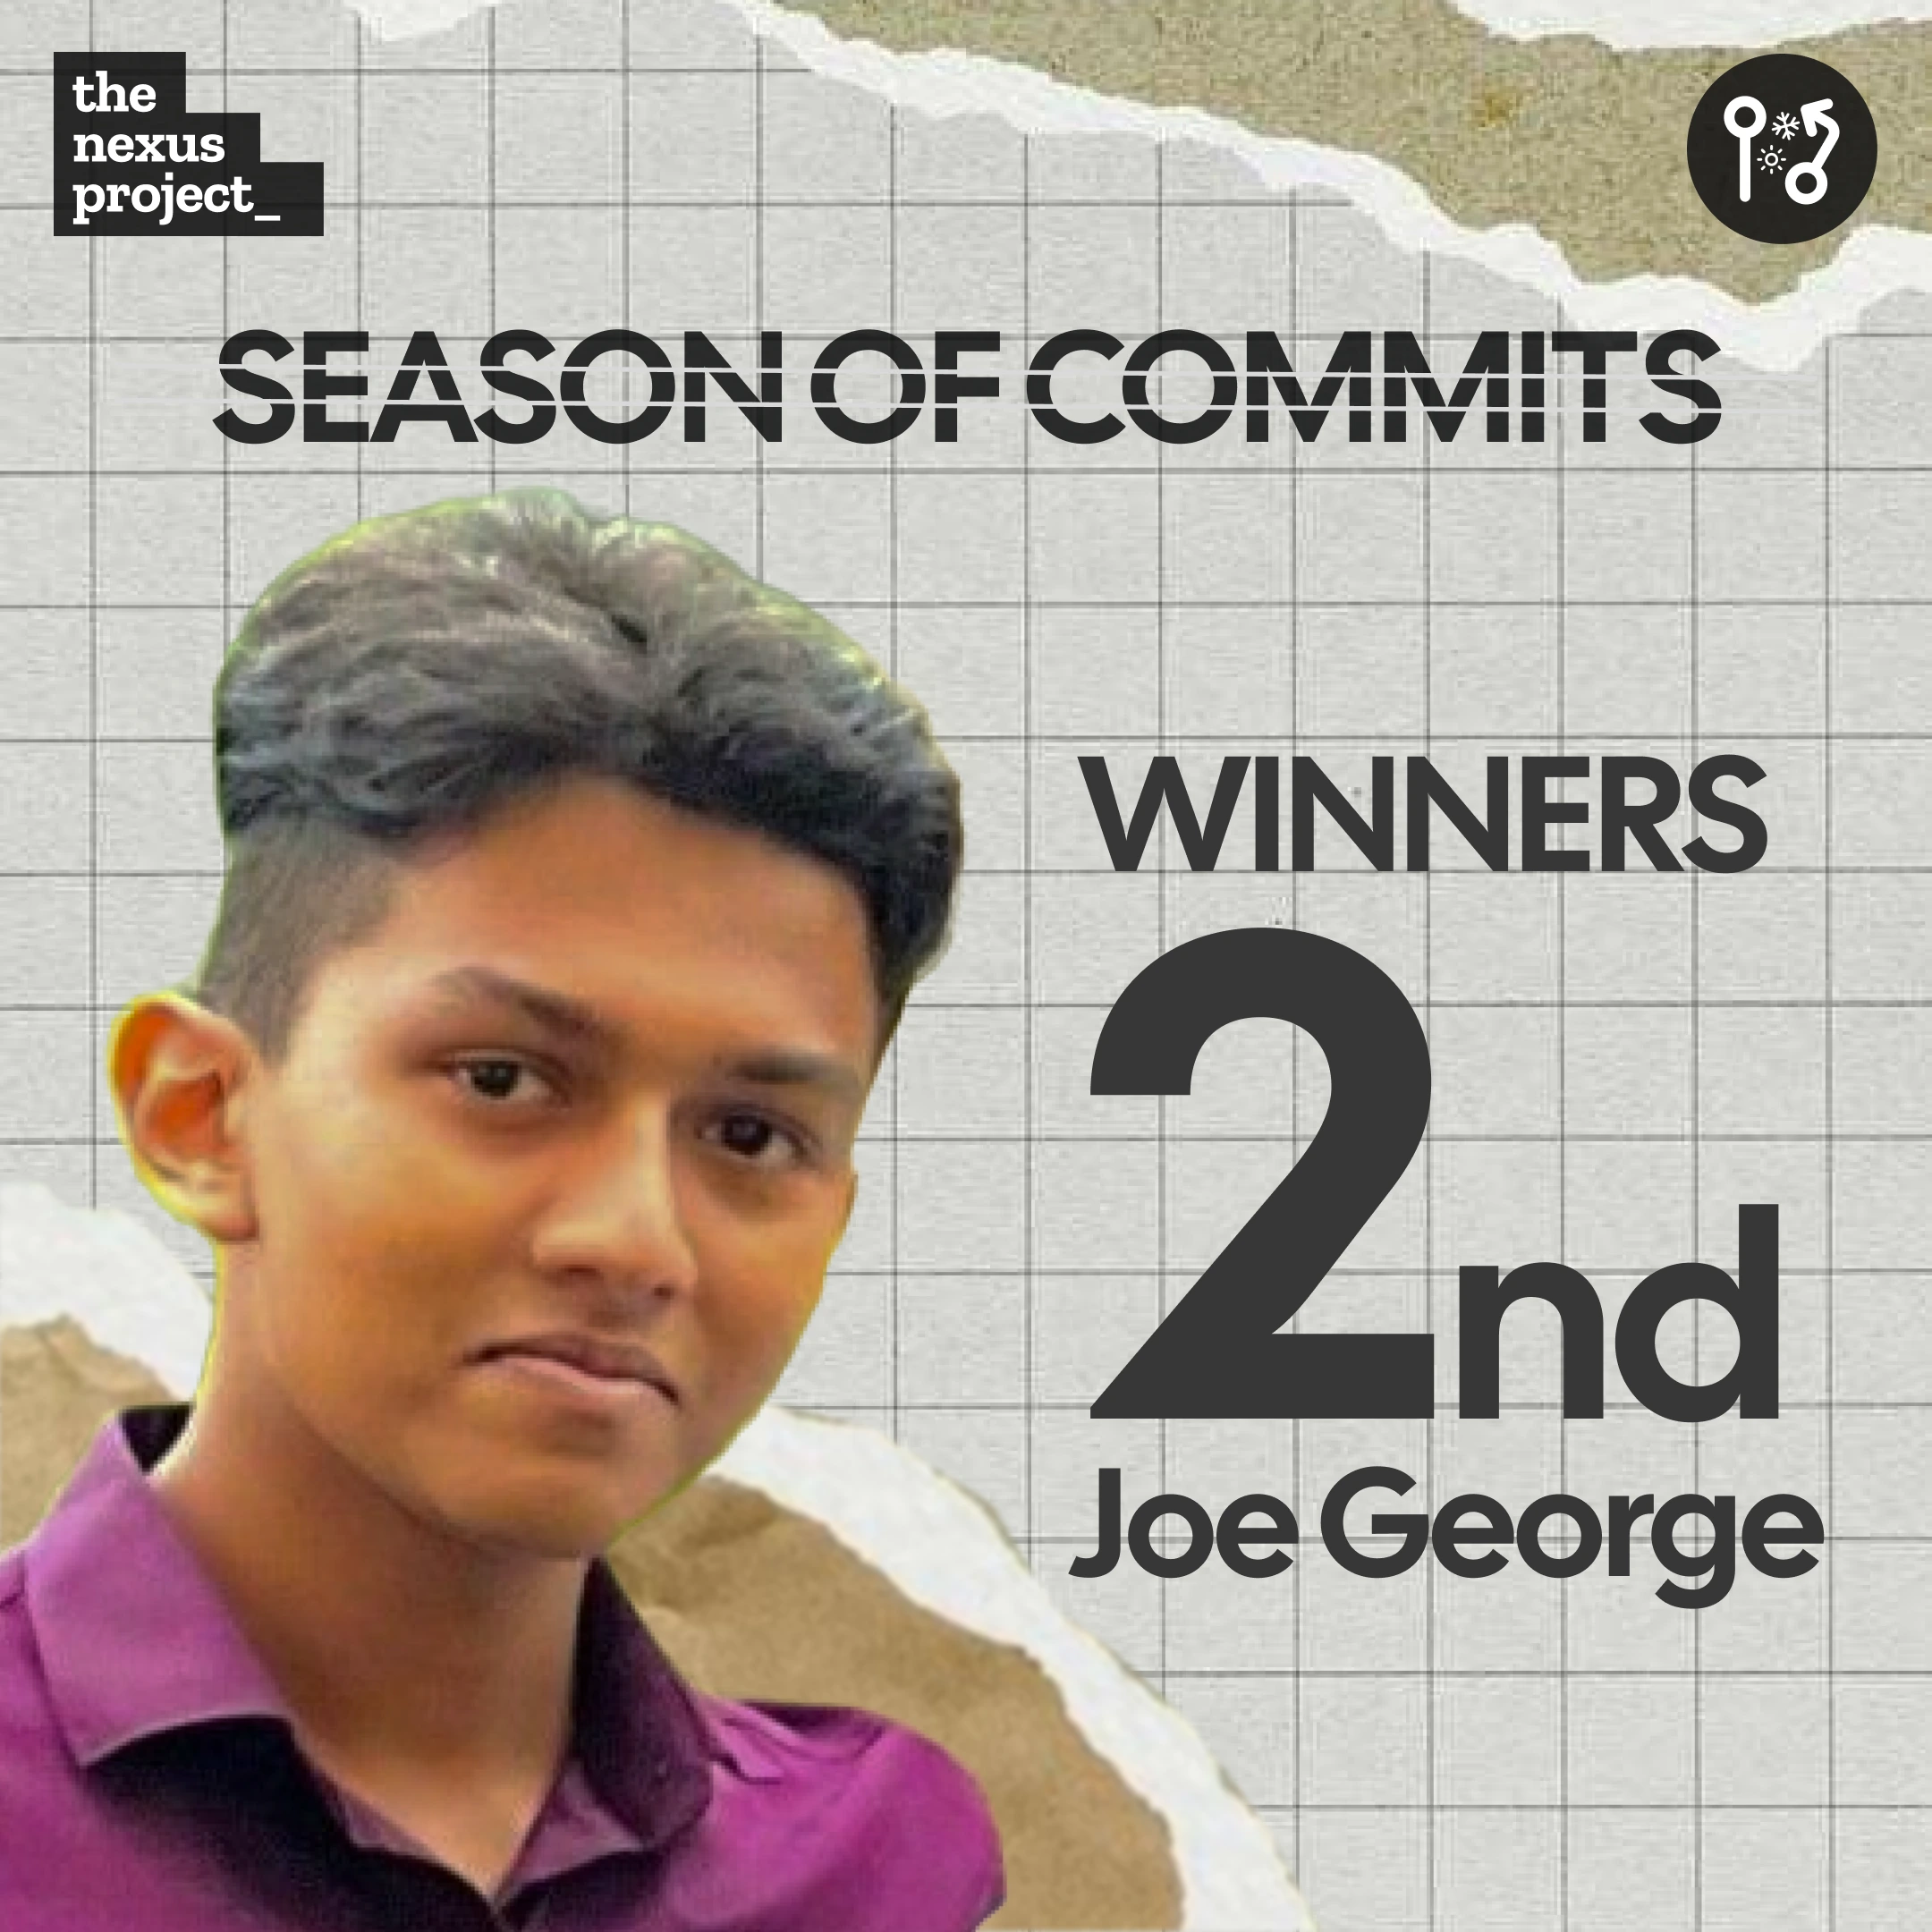 the
nexus
project_
SEASON OF COMMITS
WINNERS
2nd
Joe George